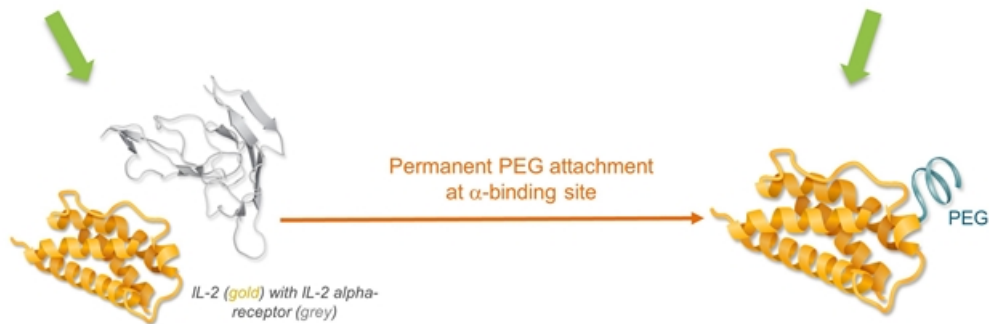 Permanent PEG attachment
at α-binding site
PEG
IL-2 (gold) with IL-2 alpha-
receptor (grey)